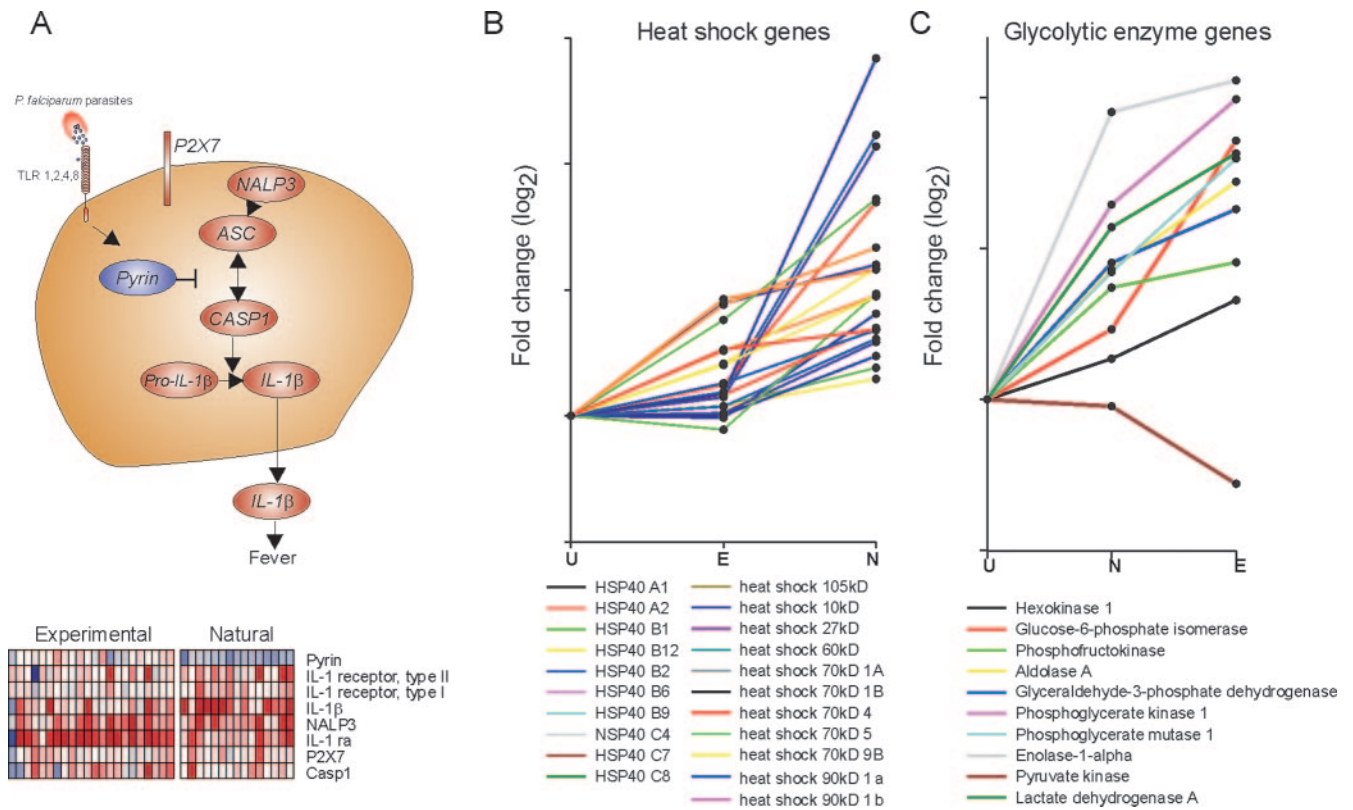 A
P. falciparum parasites
TLR 1,2,4,8
P2X7
NALP3
ASC
Pyrin
CASP1
Pro-IL-1β
IL-1β
IL-1β
Fever
Experimental
Natural
Pyrin
IL-1 receptor, type II
IL-1 receptor, type I
IL-1β
NALP3
IL-1 ra
P2X7
Casp1
B
Heat shock genes
Fold change (log2)
U
E
N
HSP40 A1
HSP40 A2
HSP40 B1
HSP40 B12
HSP40 B2
HSP40 B6
HSP40 B9
NSP40 C4
HSP40 C7
HSP40 C8
heat shock 105kD
heat shock 10kD
heat shock 27kD
heat shock 60kD
heat shock 70kD 1A
heat shock 70kD 1B
heat shock 70kD 4
heat shock 70kD 5
heat shock 70kD 9B
heat shock 90kD 1 a
heat shock 90kD 1 b
C
Glycolytic enzyme genes
Fold change (log2)
U
N
E
Hexokinase 1
Glucose-6-phosphate isomerase
Phosphofructokinase
Aldolase A
Glyceraldehyde-3-phosphate dehydrogenase
Phosphoglycerate kinase 1
Phosphoglycerate mutase 1
Enolase-1-alpha
Pyruvate kinase
Lactate dehydrogenase A